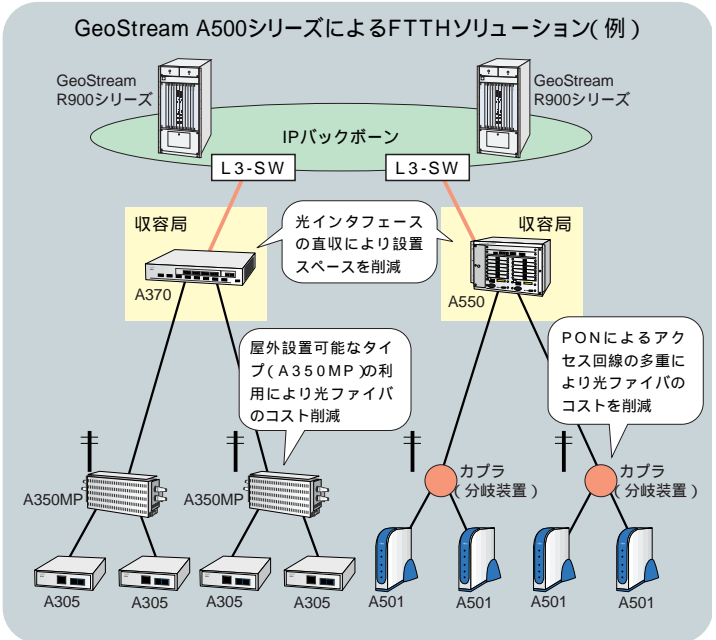 GeoStream A500シリーズによるFTTHソリューション(例)
GeoStream
R900シリーズ
GeoStream
R900シリーズ
IPバックボーン
L3-SW
L3-SW
収容局
光インタフェース
の直収により設置
スペースを削減
収容局
A370
A550
屋外設置可能なタイ
プ(A350MP)の利
用により光ファイバ
のコスト削減
PONによるアク
セス回線の多重に
より光ファイバの
コストを削減
A350MP
A350MP
カプラ
(分岐装置)
カプラ
(分岐装置)
A305
A305
A305
A305
A501
A501
A501
A501